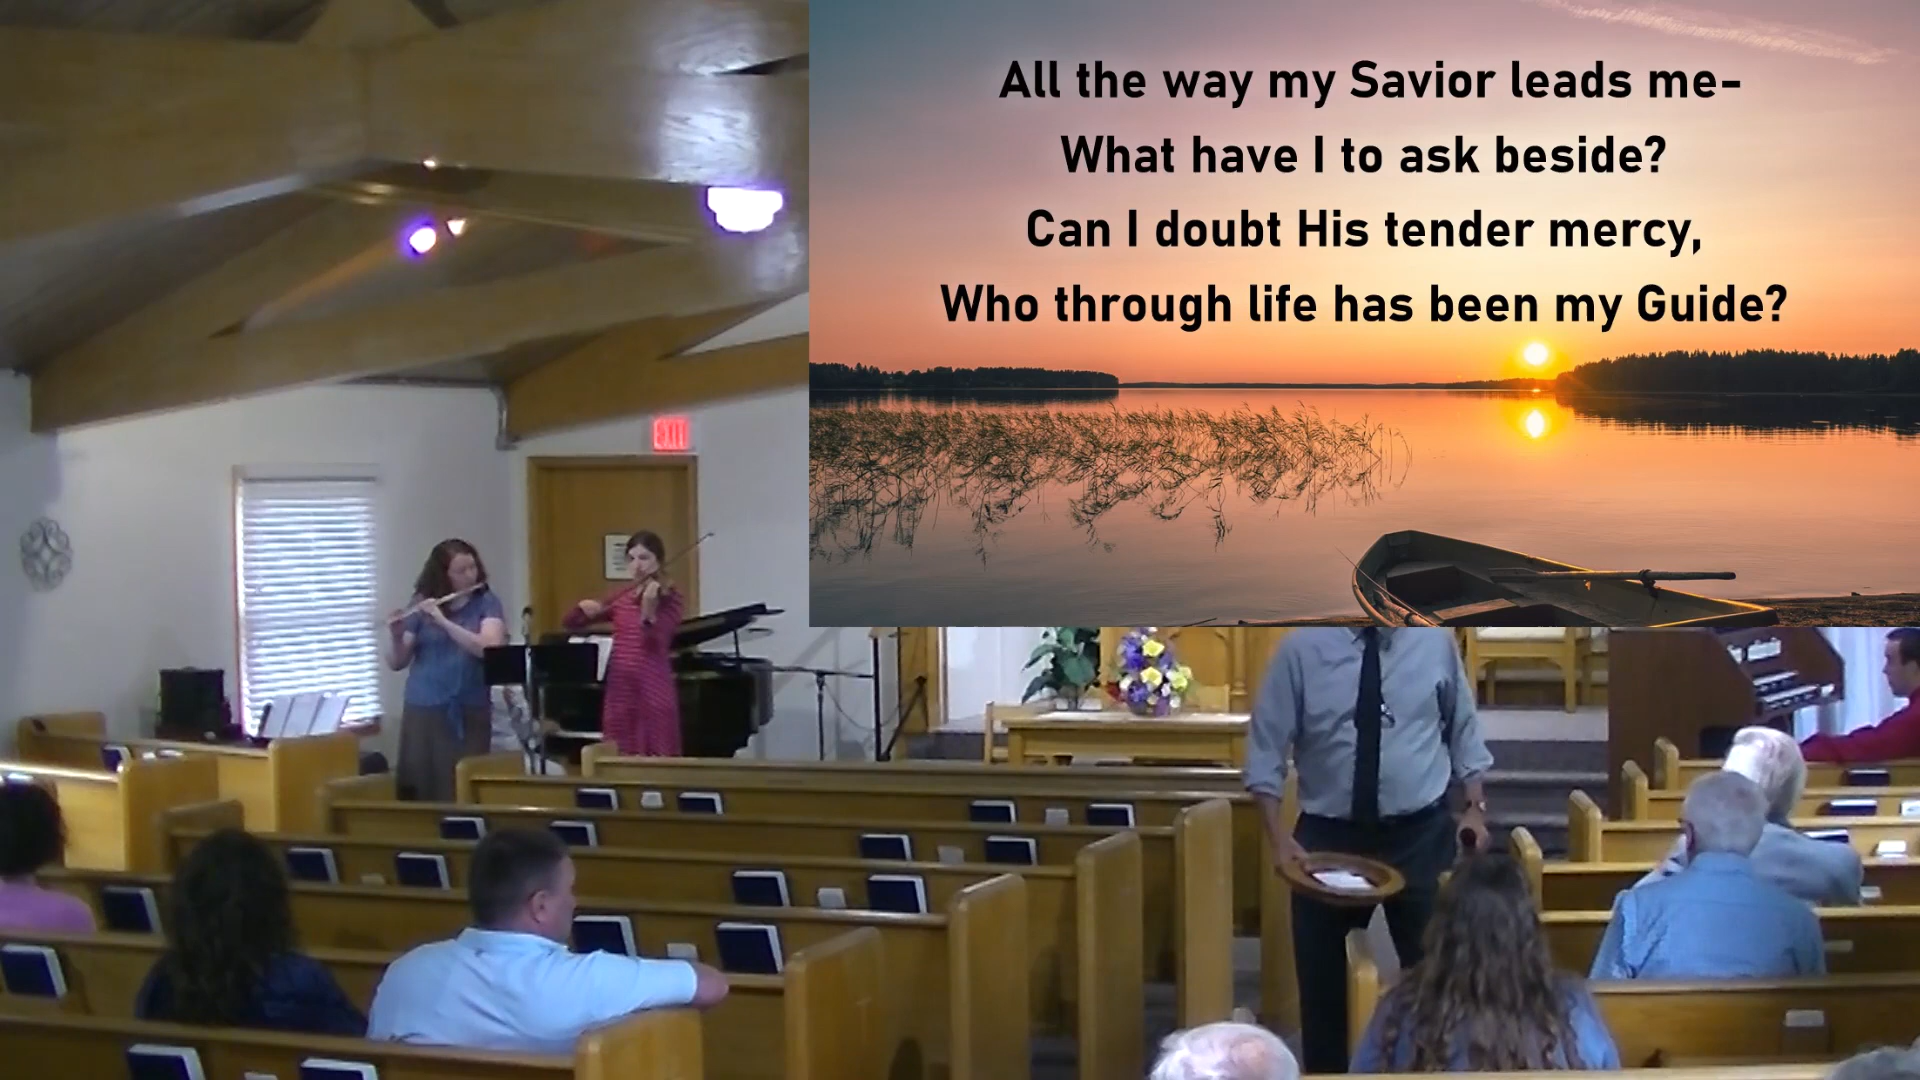 All the way my Savior leads me-
What have I to ask beside?
Can I doubt His tender mercy,
Who through life has been my Guide?
EXIT